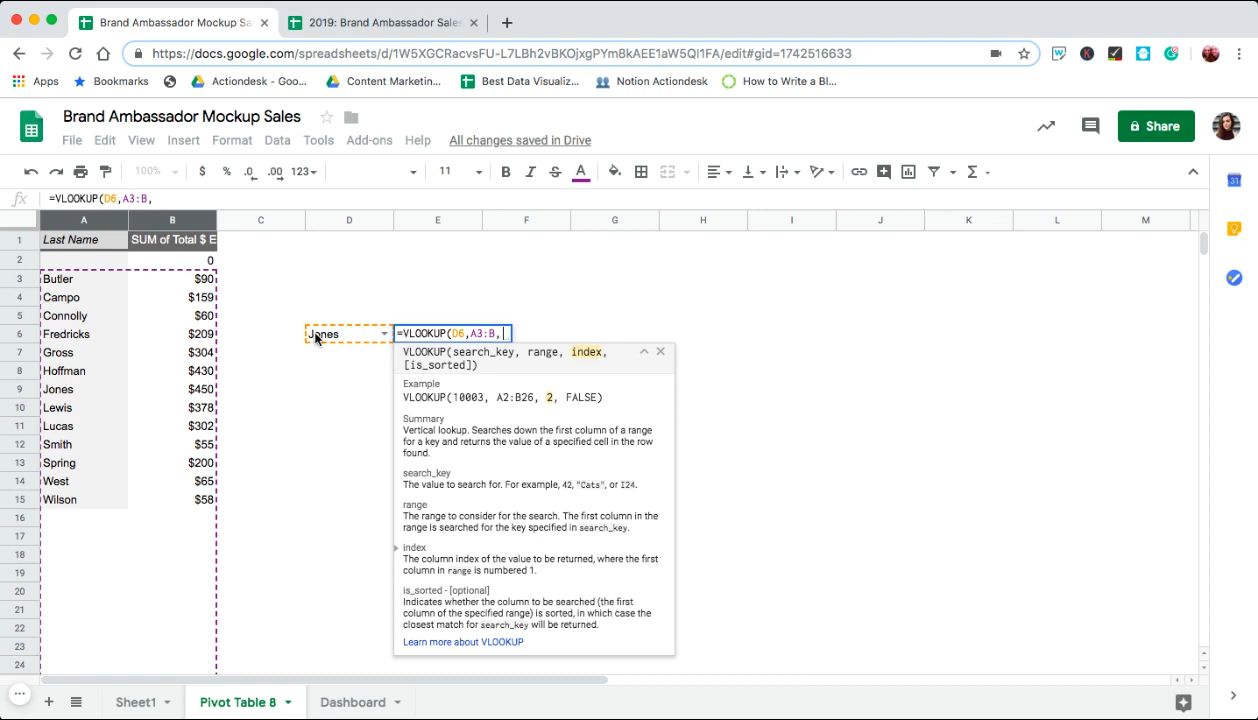 Brand Ambassador Mockup Sa
2019: Brand Ambassador Sales
https://docs.google.com/spreadsheets/d/1W5XGCRacvsFU-L7LBh2vBKOjxgPYm8kAEE1aW5Ql1FA/edit#gid=1742516633
Apps Bookmarks Actiondesk - Goo... Content Marketin... Best Data Visualiz... Notion Actiondesk How to Write a Bl...
Brand Ambassador Mockup Sales
Share
File Edit View Insert Format Data Tools Add-ons Help All changes saved in Drive
100% $ % .0 .00 123 11 B I S A
fx =VLOOKUP(D6,A3:B,
A B C D E F G H I J K L M
1 Last Name SUM of Total $ E
2 0
3 Butler $90
4 Campo $159
5 Connolly $60
6 Fredricks $209 Jones =VLOOKUP(D6,A3:B,
7 Gross $304
8 Hoffman $430
9 Jones $450
10 Lewis $378
11 Lucas $302
12 Smith $55
13 Spring $200
14 West $65
15 Wilson $58
16
17
18
19
20
21
22
23
24
VLOOKUP(search_key, range, index,
[is_sorted])
Example
VLOOKUP(10003, A2:B26, 2, FALSE)
Summary
Vertical lookup. Searches down the first column of a range
for a key and returns the value of a specified cell in the row
found.
search_key
The value to search for. For example, 42, "Cats", or I24.
range
The range to consider for the search. The first column in the
range is searched for the key specified in search_key.
index
The column index of the value to be returned, where the first
column in range is numbered 1.
is_sorted - [optional]
Indicates whether the column to be searched (the first
column of the specified range) is sorted, in which case the
closest match for search_key will be returned.
Learn more about VLOOKUP
Sheet1 Pivot Table 8 Dashboard
31